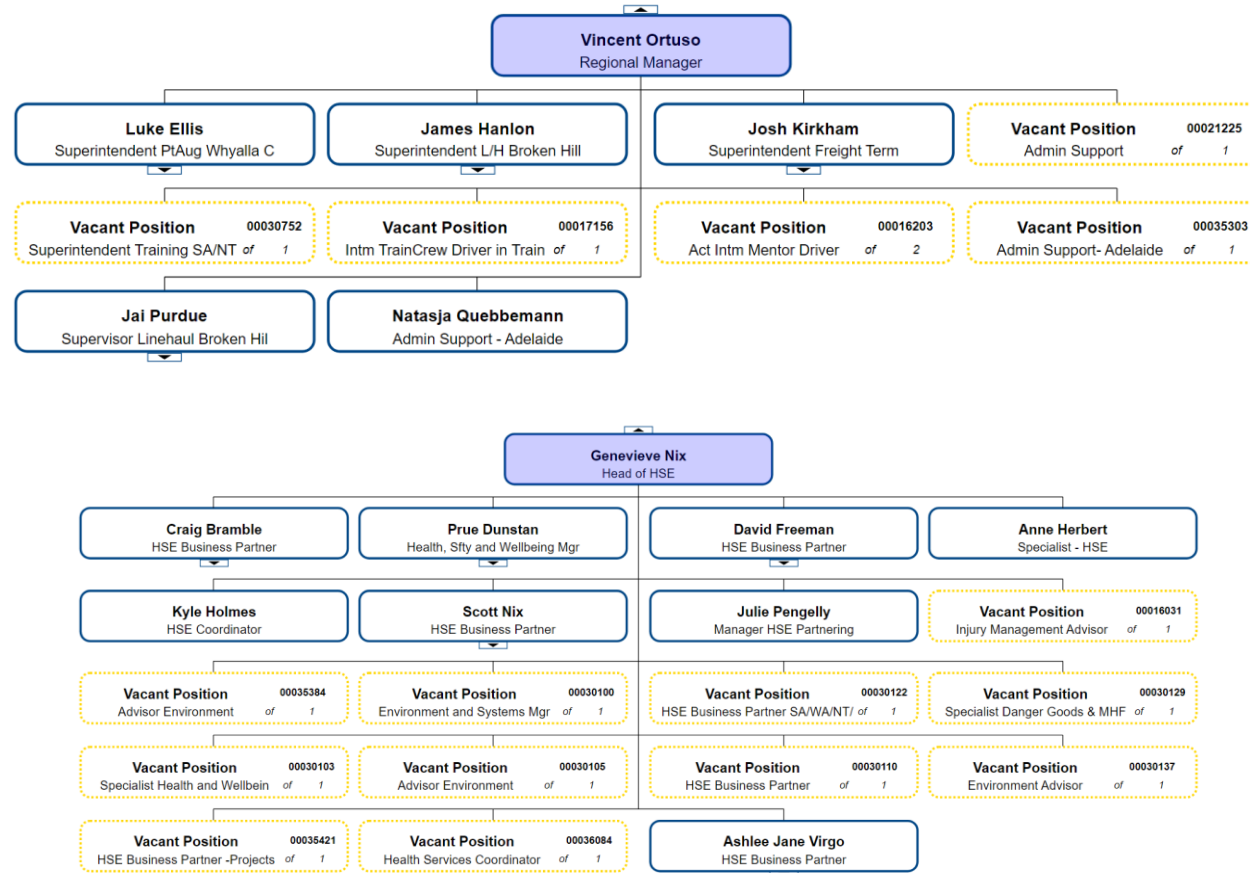 Vincent Ortuso
Regional Manager
Luke Ellis
Superintendent PtAug Whyalla C
James Hanlon
Superintendent L/H Broken Hill
Josh Kirkham
Superintendent Freight Term
Vacant Position 00021225
Admin Support of 1
Vacant Position 00030752
Superintendent Training SA/NT of 1
Vacant Position 00017156
Intm TrainCrew Driver in Train of 1
Vacant Position 00016203
Act Intm Mentor Driver of 2
Vacant Position 00035303
Admin Support- Adelaide of 1
Jai Purdue
Supervisor Linehaul Broken Hil
Natasja Quebbemann
Admin Support - Adelaide
Genevieve Nix
Head of HSE
Craig Bramble
HSE Business Partner
Prue Dunstan
Health, Sfty and Wellbeing Mgr
David Freeman
HSE Business Partner
Anne Herbert
Specialist - HSE
Kyle Holmes
HSE Coordinator
Scott Nix
HSE Business Partner
Julie Pengelly
Manager HSE Partnering
Vacant Position 00016031
Injury Management Advisor of 1
Vacant Position 00035384
Advisor Environment of 1
Vacant Position 00030100
Environment and Systems Mgr of 1
Vacant Position 00030122
HSE Business Partner SA/WA/NT/ of 1
Vacant Position 00030129
Specialist Danger Goods & MHF of 1
Vacant Position 00030103
Specialist Health and Wellbein of 1
Vacant Position 00030105
Advisor Environment of 1
Vacant Position 00030110
HSE Business Partner of 1
Vacant Position 00030137
Environment Advisor of 1
Vacant Position 00035421
HSE Business Partner -Projects of 1
Vacant Position 00036084
Health Services Coordinator of 1
Ashlee Jane Virgo
HSE Business Partner